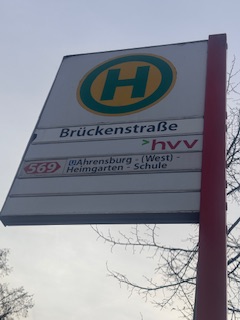 H
Brückenstraße
hvv
569 (S)Ahrensburg - (West) -
Heimgarten - Schule